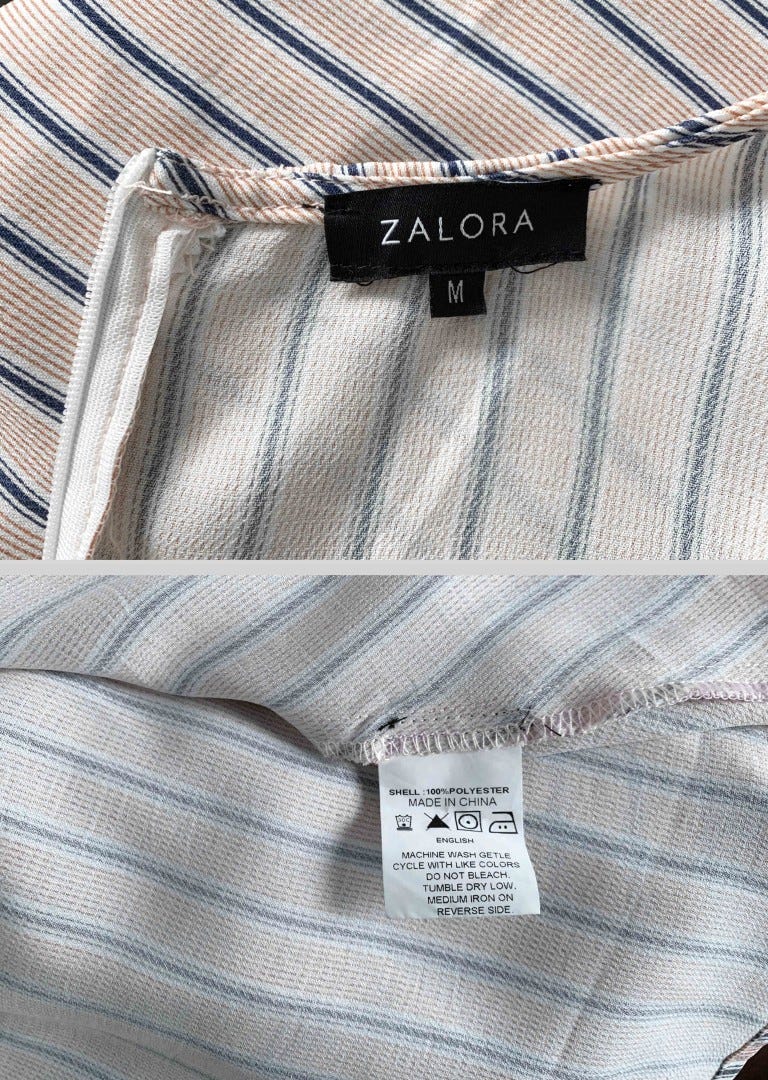 ZALORA
M
SHELL :100%POLYESTER
MADE IN CHINA
ENGLISH
MACHINE WASH GETLE
CYCLE WITH LIKE COLORS
DO NOT BLEACH.
TUMBLE DRY LOW.
MEDIUM IRON ON
REVERSE SIDE.